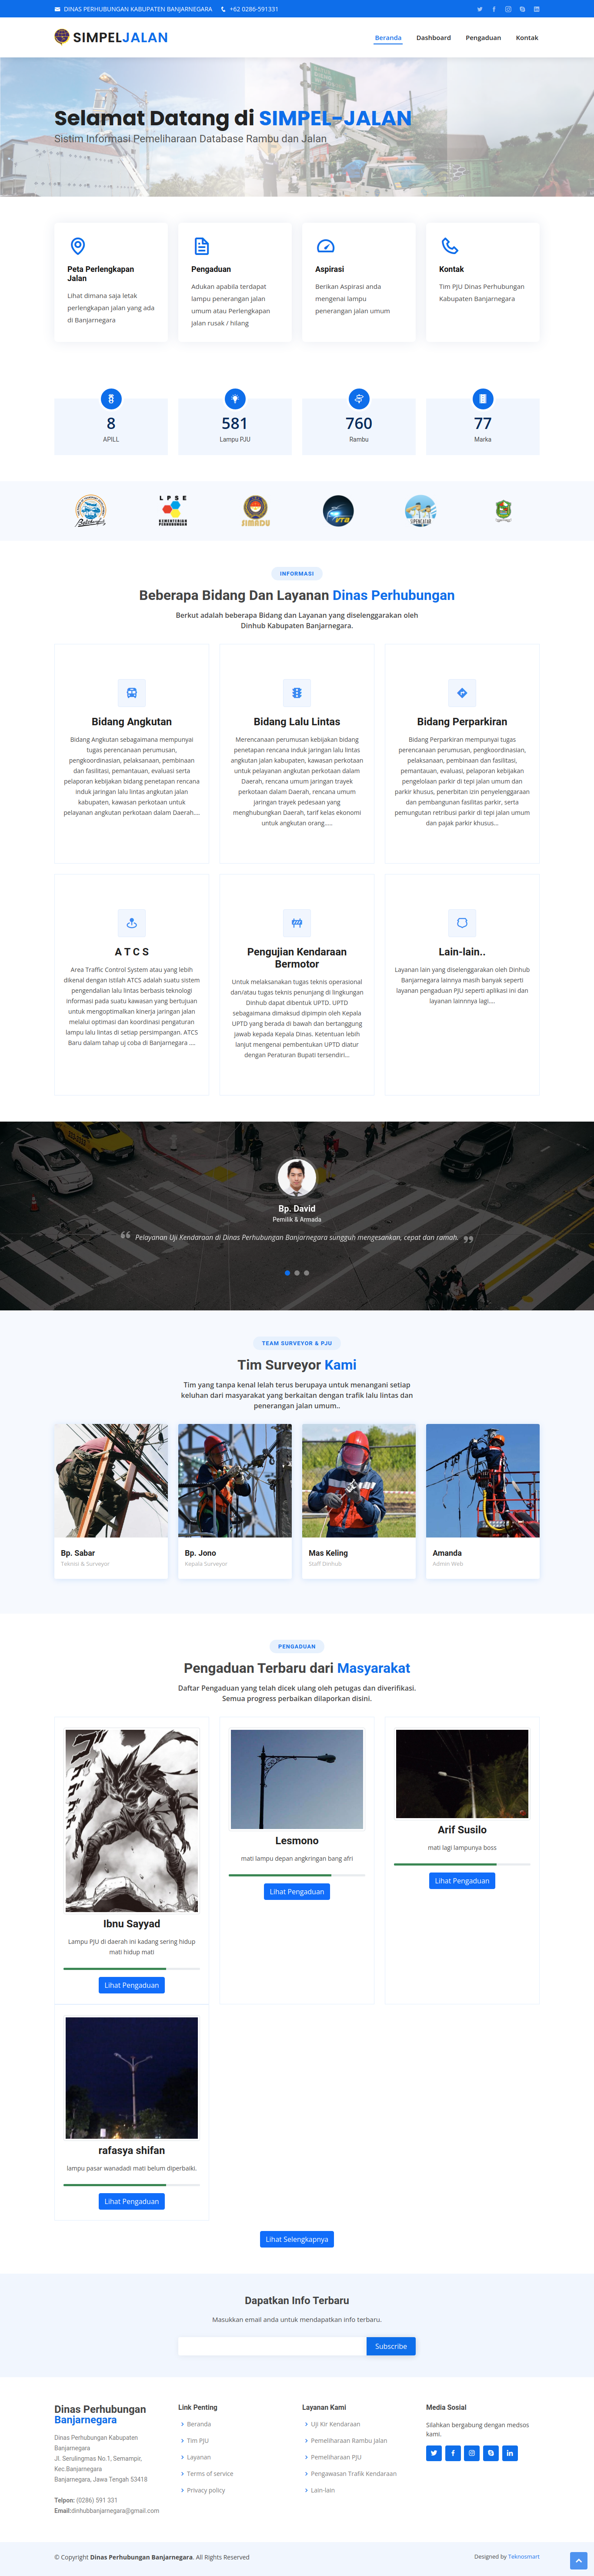 DINAS PERHUBUNGAN KABUPATEN BANJARNEGARA +62 0286-591331
SIMPELJALAN
Beranda Dashboard Pengaduan Kontak
Selamat Datang di SIMPEL-JALAN
Sistim Informasi Pemeliharaan Database Rambu dan Jalan
Peta Perlengkapan
Jalan
Lihat dimana saja letak
perlengkapan jalan yang ada
di Banjarnegara
Pengaduan
Adukan apabila terdapat
lampu penerangan jalan
umum atau Perlengkapan
jalan rusak / hilang
Aspirasi
Berikan Aspirasi anda
mengenai lampu
penerangan jalan umum
Kontak
Tim PJU Dinas Perhubungan
Kabupaten Banjarnegara
8
APILL
581
Lampu PJU
760
Rambu
77
Marka
LPSE
KEMENTERIAN
PERHUBUNGAN
SIMADU
SIPENCATAR
INFORMASI
Beberapa Bidang Dan Layanan Dinas Perhubungan
Berkut adalah beberapa Bidang dan Layanan yang diselenggarakan oleh
Dinhub Kabupaten Banjarnegara.
Bidang Angkutan
Bidang Angkutan sebagaimana mempunyai
tugas perencanaan perumusan,
pengkoordinasian, pelaksanaan, pembinaan
dan fasilitasi, pemantauan, evaluasi serta
pelaporan kebijakan bidang penetapan rencana
induk jaringan lalu lintas angkutan jalan
kabupaten, kawasan perkotaan untuk
pelayanan angkutan perkotaan dalam Daerah....
Bidang Lalu Lintas
Merencanaan perumusan kebijakan bidang
penetapan rencana induk jaringan lalu lintas
angkutan jalan kabupaten, kawasan perkotaan
untuk pelayanan angkutan perkotaan dalam
Daerah, rencana umum jaringan trayek
perkotaan dalam Daerah, rencana umum
jaringan trayek pedesaan yang
menghubungkan Daerah, tarif kelas ekonomi
untuk angkutan orang.....
Bidang Perparkiran
Bidang Perparkiran mempunyai tugas
perencanaan perumusan, pengkoordinasian,
pelaksanaan, pembinaan dan fasilitasi,
pemantauan, evaluasi, pelaporan kebijakan
pengelolaan parkir di tepi jalan umum dan
parkir khusus, penerbitan izin penyelenggaraan
dan pembangunan fasilitas parkir, serta
pemungutan retribusi parkir di tepi jalan umum
dan pajak parkir khusus...
A T C S
Area Traffic Control System atau yang lebih
dikenal dengan istilah ATCS adalah suatu sistem
pengendalian lalu lintas berbasis teknologi
informasi pada suatu kawasan yang bertujuan
untuk mengoptimalkan kinerja jaringan jalan
melalui optimasi dan koordinasi pengaturan
lampu lalu lintas di setiap persimpangan. ATCS
Baru dalam tahap uj coba di Banjarnegara ....
Pengujian Kendaraan
Bermotor
Untuk melaksanakan tugas teknis operasional
dan/atau tugas teknis penunjang di lingkungan
Dinhub dapat dibentuk UPTD. UPTD
sebagaimana dimaksud dipimpin oleh Kepala
UPTD yang berada di bawah dan bertanggung
jawab kepada Kepala Dinas. Ketentuan lebih
lanjut mengenai pembentukan UPTD diatur
dengan Peraturan Bupati tersendiri...
Lain-lain..
Layanan lain yang diselenggarakan oleh Dinhub
Banjarnegara lainnya masih banyak seperti
layanan pengaduan PJU seperti aplikasi ini dan
layanan lainnnya lagi....
Bp. David
Pemilik & Armada
Pelayanan Uji Kendaraan di Dinas Perhubungan Banjarnegara sungguh mengesankan, cepat dan ramah.
TEAM SURVEYOR & PJU
Tim Surveyor Kami
Tim yang tanpa kenal lelah terus berupaya untuk menangani setiap
keluhan dari masyarakat yang berkaitan dengan trafik lalu lintas dan
penerangan jalan umum..
Bp. Sabar
Teknisi & Surveyor
Bp. Jono
Kepala Surveyor
Mas Keling
Staff Dinhub
Amanda
Admin Web
PENGADUAN
Pengaduan Terbaru dari Masyarakat
Daftar Pengaduan yang telah dicek ulang oleh petugas dan diverifikasi.
Semua progress perbaikan dilaporkan disini.
Ibnu Sayyad
Lampu PJU di daerah ini kadang sering hidup
mati hidup mati
Lihat Pengaduan
Lesmono
mati lampu depan angkringan bang afri
Lihat Pengaduan
Arif Susilo
mati lagi lampunya boss
Lihat Pengaduan
rafasya shifan
lampu pasar wanadadi mati belum diperbaiki.
Lihat Pengaduan
Lihat Selengkapnya
Dapatkan Info Terbaru
Masukkan email anda untuk mendapatkan info terbaru.
Subscribe
Dinas Perhubungan
Banjarnegara
Dinas Perhubungan Kabupaten
Banjarnegara
Jl. Serulingmas No.1, Semampir,
Kec.Banjarnegara
Banjarnegara, Jawa Tengah 53418
Telpon: (0286) 591 331
Email:dinhubbanjarnegara@gmail.com
Link Penting
Beranda
Tim PJU
Layanan
Terms of service
Privacy policy
Layanan Kami
Uji Kir Kendaraan
Pemeliharaan Rambu Jalan
Pemeliharaan PJU
Pengawasan Trafik Kendaraan
Lain-lain
Media Sosial
Silahkan bergabung dengan medsos
kami.
© Copyright Dinas Perhubungan Banjarnegara. All Rights Reserved
Designed by Teknosmart